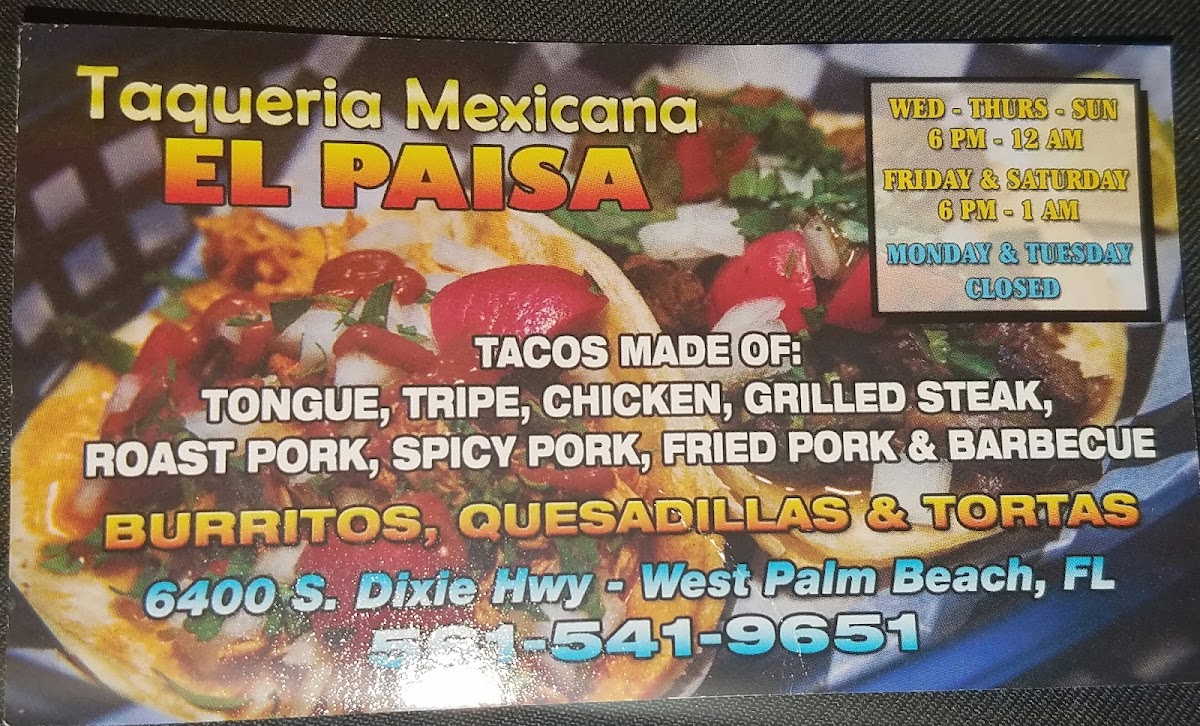 Taqueria Mexicana
EL PAISA
WED - THURS - SUN
6 PM - 12 AM
FRIDAY & SATURDAY
6 PM - 1 AM
MONDAY & TUESDAY
CLOSED
TACOS MADE OF:
TONGUE, TRIPE, CHICKEN, GRILLED STEAK,
ROAST PORK, SPICY PORK, FRIED PORK & BARBECUE
BURRITOS, QUESADILLAS & TORTAS
6400 S. Dixie Hwy - West Palm Beach, FL
561-541-9651